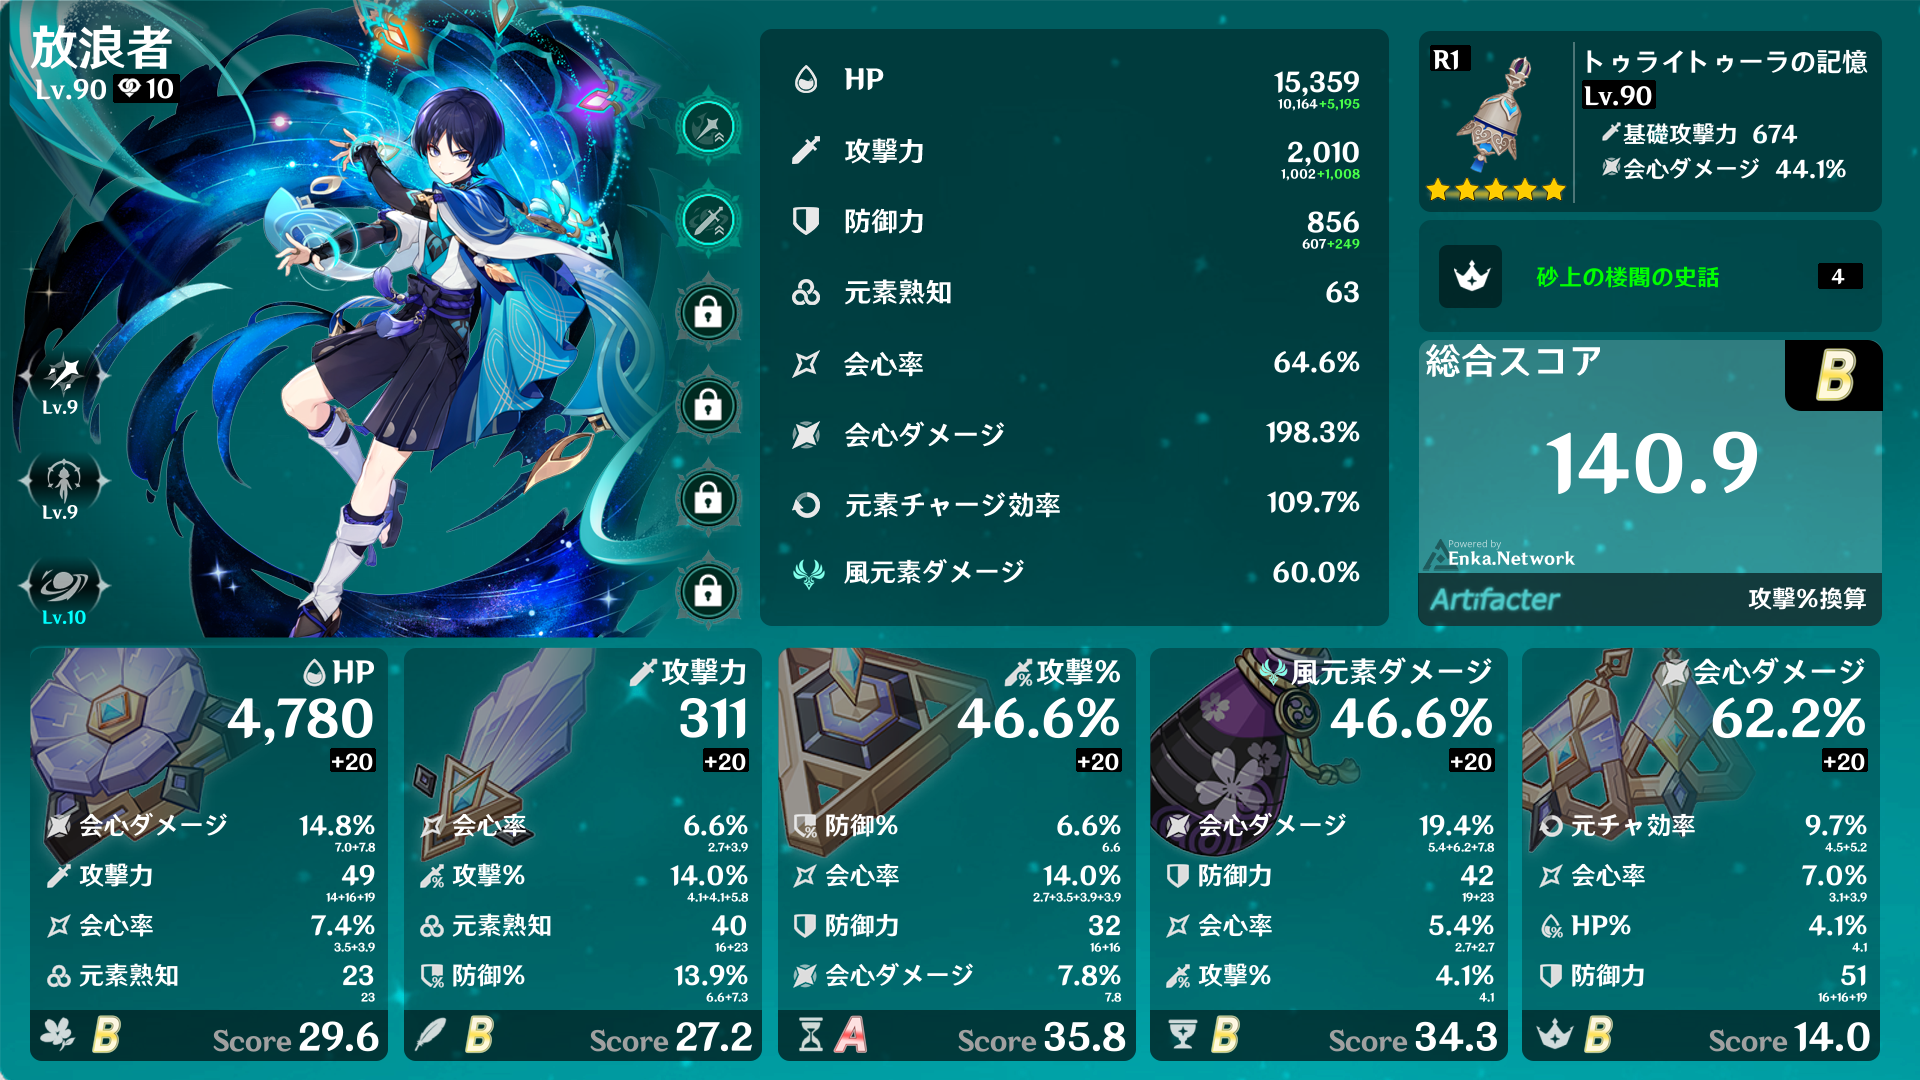 放浪者
Lv.90 10
Lv.9
Lv.9
Lv.10
HP 15,359
10,164+5,195
攻撃力 2,010
1,002+1,008
防御力 856
607+249
元素熟知 63
会心率 64.6%
会心ダメージ 198.3%
元素チャージ効率 109.7%
風元素ダメージ 60.0%
R1
トゥライトゥーラの記憶
Lv.90
基礎攻撃力 674
会心ダメージ 44.1%
砂上の楼閣の史話 4
総合スコア B
140.9
Powered by
Enka.Network
Artifacter 攻撃%換算
HP
4,780
+20
会心ダメージ 14.8%
7.0+7.8
攻撃力 49
14+16+19
会心率 7.4%
3.5+3.9
元素熟知 23
23
B Score 29.6
攻撃力
311
+20
会心率 6.6%
2.7+3.9
攻撃% 14.0%
4.1+4.1+5.8
元素熟知 40
16+23
防御% 13.9%
6.6+7.3
B Score 27.2
攻撃%
46.6%
+20
防御% 6.6%
6.6
会心率 14.0%
2.7+3.5+3.9+3.9
防御力 32
16+16
会心ダメージ 7.8%
7.8
A Score 35.8
風元素ダメージ
46.6%
+20
会心ダメージ 19.4%
5.4+6.2+7.8
防御力 42
19+23
会心率 5.4%
2.7+2.7
攻撃% 4.1%
4.1
B Score 34.3
会心ダメージ
62.2%
+20
元チャ効率 9.7%
4.5+5.2
会心率 7.0%
3.1+3.9
HP% 4.1%
4.1
防御力 51
16+16+19
B Score 14.0